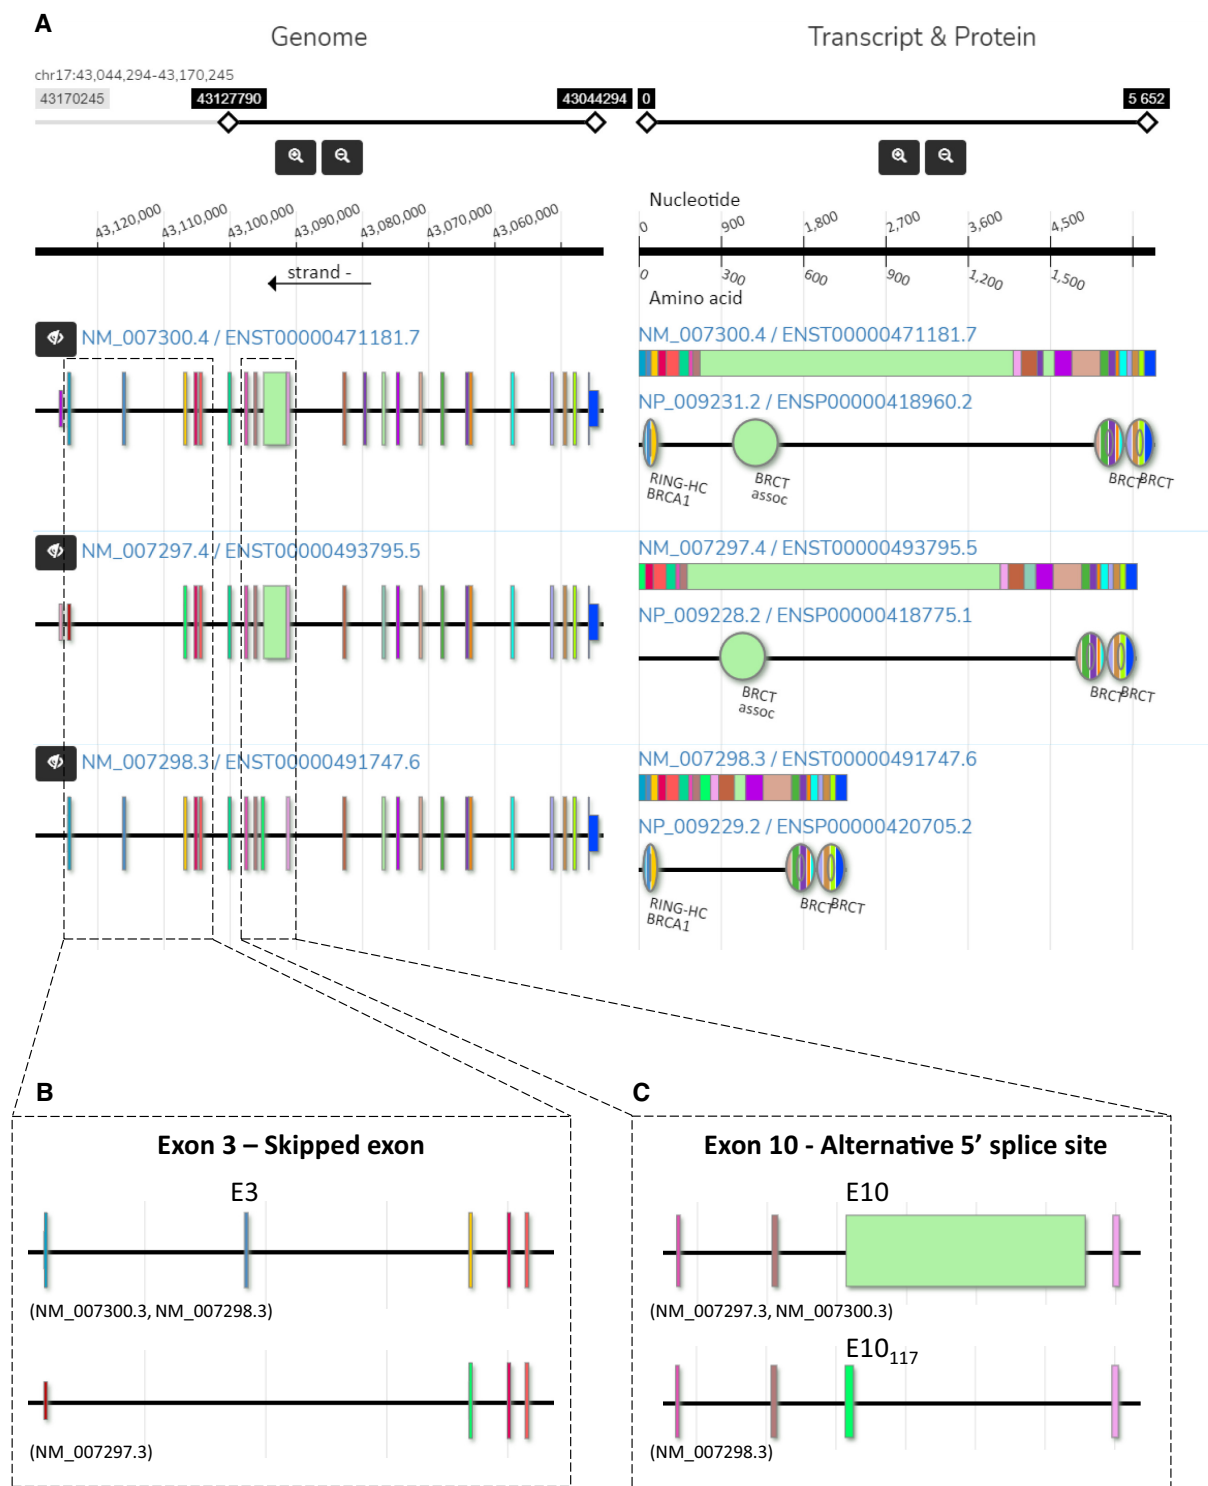 A
Genome
Transcript & Protein
chr17:43,044,294-43,170,245
43170245
43127790
43044294
0
5 652
Nucleotide
43,120,000
43,110,000
43,100,000
43,090,000
43,080,000
43,070,000
43,060,000
0
900
1,800
2,700
3,600
4,500
strand -
0
300
600
900
1,200
1,500
Amino acid
NM_007300.4 / ENST00000471181.7
NM_007300.4 / ENST00000471181.7
NP_009231.2 / ENSP00000418960.2
RING-HC
BRCA1
BRCT
assoc
BRCT
BRCT
NM_007297.4 / ENST00000493795.5
NM_007297.4 / ENST00000493795.5
NP_009228.2 / ENSP00000418775.1
BRCT
assoc
BRCT
BRCT
NM_007298.3 / ENST00000491747.6
NM_007298.3 / ENST00000491747.6
NP_009229.2 / ENSP00000420705.2
RING-HC
BRCA1
BRCT
BRCT
B
Exon 3 – Skipped exon
E3
(NM_007300.3, NM_007298.3)
(NM_007297.3)
C
Exon 10 - Alternative 5’ splice site
E10
(NM_007297.3, NM_007300.3)
E10117
(NM_007298.3)